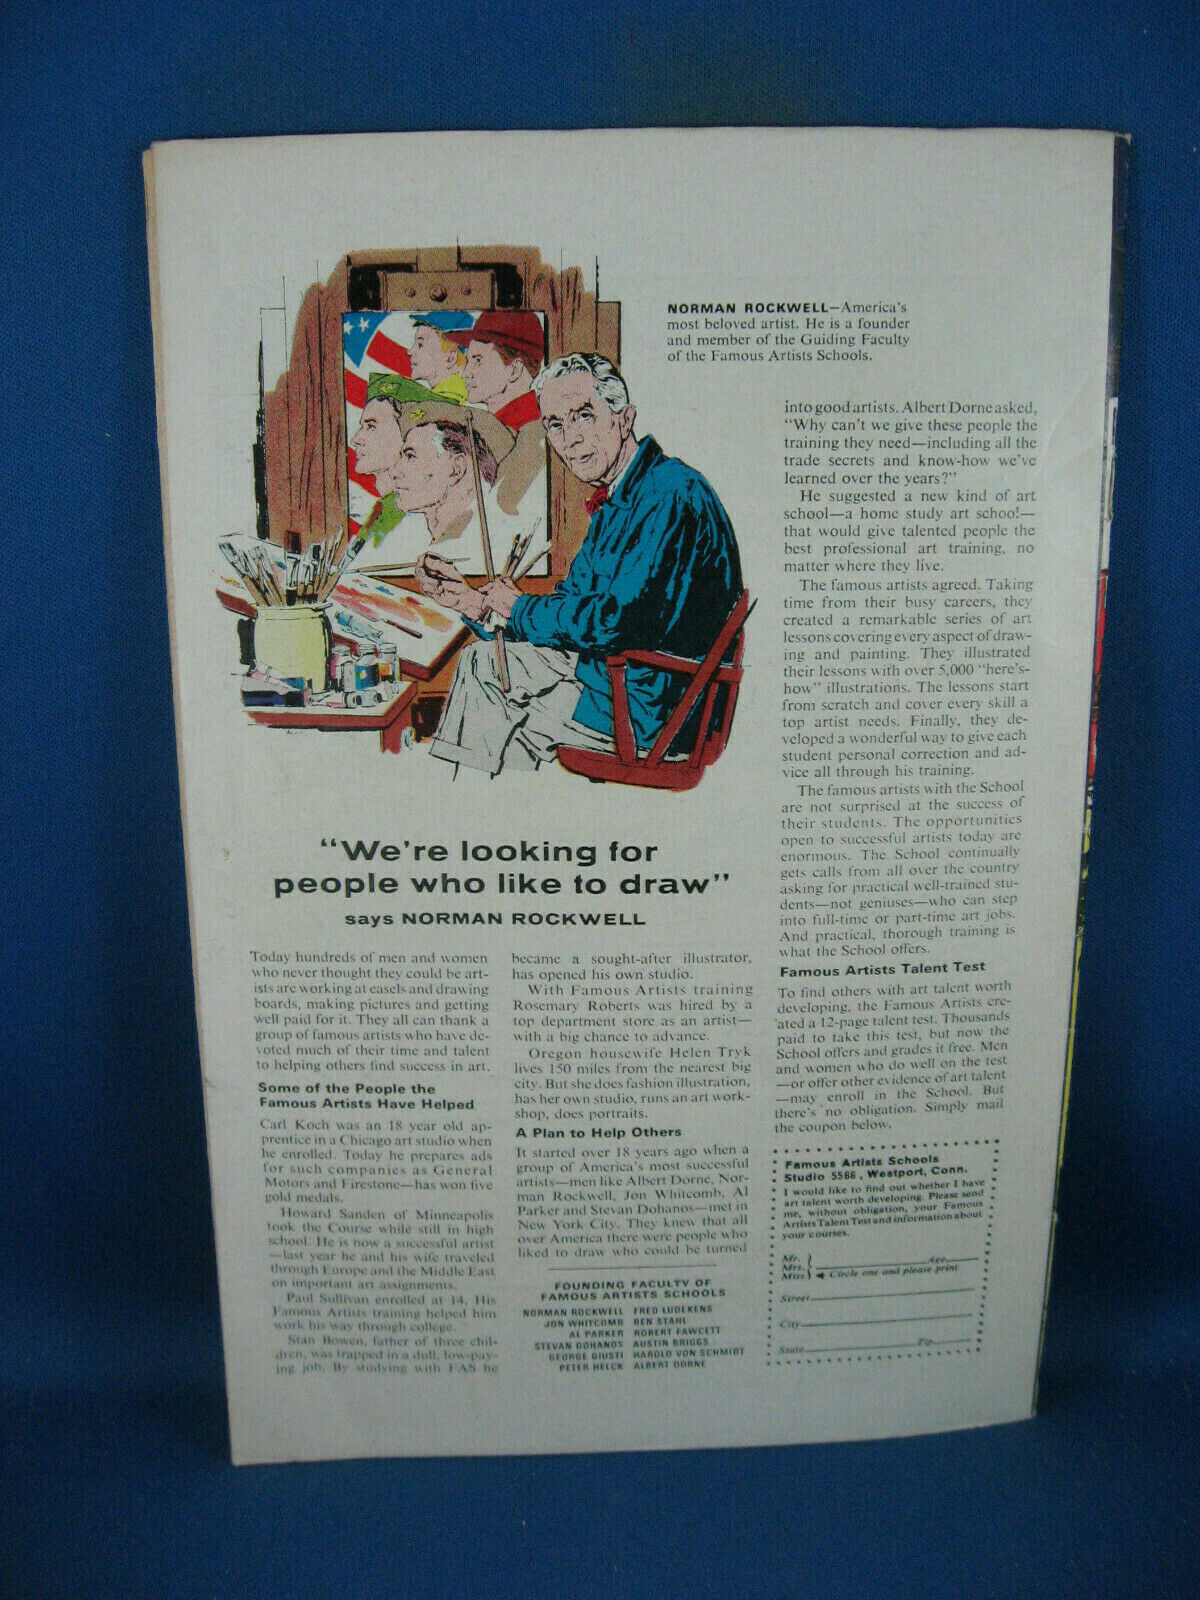 NORMAN ROCKWELL—America's
most beloved artist. He is a founder
and member of the Guiding Faculty
of the Famous Artists Schools.
"We're looking for
people who like to draw"
says NORMAN ROCKWELL
Today hundreds of men and women
who never thought they could be art-
ists are working at easels and drawing
boards, making pictures and getting
well paid for it. They all can thank a
group of famous artists who have de-
voted much of their time and talent
to helping others find success in art.
Some of the People the
Famous Artists Have Helped
Carl Koch was an 18 year old ap-
prentice in a Chicago art studio when
he enrolled. Today he prepares ads
for such companies as General
Motors and Firestone—has won five
gold medals.
Howard Sanden of Minneapolis
took the Course while still in high
school. He is now a successful artist
—last year he and his wife traveled
through Europe and the Middle East
on important art assignments.
Paul Sullivan enrolled at 14. His
Famous Artists training helped him
work his way through college.
Stan Bowen, father of three chil-
dren, was trapped in a dull, low-pay-
ing job. By studying with FAS he
became a sought-after illustrator,
has opened his own studio.
With Famous Artists training
Rosemary Roberts was hired by a
top department store as an artist—
with a big chance to advance.
Oregon housewife Helen Tryk
lives 150 miles from the nearest big
city. But she does fashion illustration,
has her own studio, runs an art work-
shop, does portraits.
A Plan to Help Others
It started over 18 years ago when a
group of America's most successful
artists—men like Albert Dorne, Nor-
man Rockwell, Jon Whitcomb, Al
Parker and Stevan Dohanos—met in
New York City. They knew that all
over America there were people who
liked to draw who could be turned
into good artists. Albert Dorne asked,
"Why can't we give these people the
training they need—including all the
trade secrets and know-how we've
learned over the years?"
He suggested a new kind of art
school—a home study art school—
that would give talented people the
best professional art training, no
matter where they live.
The famous artists agreed. Taking
time from their busy careers, they
created a remarkable series of art
lessons covering every aspect of draw-
ing and painting. They illustrated
their lessons with over 5,000 "here's-
how" illustrations. The lessons start
from scratch and cover every skill a
top artist needs. Finally, they de-
veloped a wonderful way to give each
student personal correction and ad-
vice all through his training.
The famous artists with the School
are not surprised at the success of
their students. The opportunities
open to successful artists today are
enormous. The School continually
gets calls from all over the country
asking for practical well-trained stu-
dents—not geniuses—who can step
into full-time or part-time art jobs.
And practical, thorough training is
what the School offers.
Famous Artists Talent Test
To find others with art talent worth
developing, the Famous Artists cre-
ated a 12-page talent test. Thousands
paid to take this test, but now the
School offers and grades it free. Men
and women who do well on the test
—or offer other evidence of art talent
—may enroll in the School. But
there's no obligation. Simply mail
the coupon below.
FOUNDING FACULTY OF
FAMOUS ARTISTS SCHOOLS
NORMAN ROCKWELL FRED LUDEKENS
JON WHITCOMB BEN STAHL
AL PARKER ROBERT FAWCETT
STEVAN DOHANOS AUSTIN BRIGGS
GEORGE GIUSTI HAROLD VON SCHMIDT
PETER HELCK ALBERT DORNE
Famous Artists Schools
Studio 5566, Westport, Conn.
I would like to find out whether I have
art talent worth developing. Please send
me, without obligation, your Famous
Artists Talent Test and information about
your courses.
Mr.
Mrs. Age
Miss Circle one and please print
Street
City
State Zip